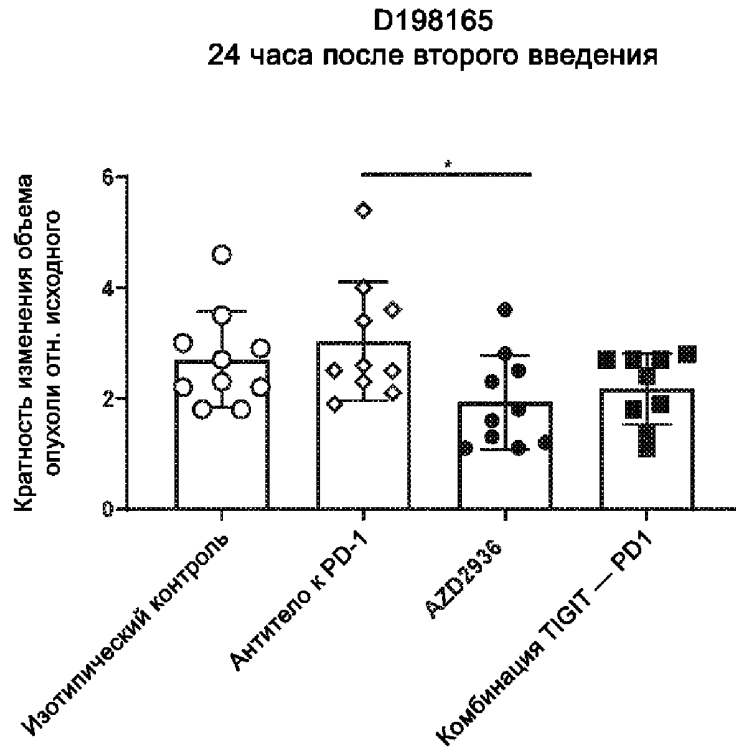 D198165
24 часа после второго введения
Кратность изменения объема
опухоли отн. исходного
6
*
4
2
0
Изотипический контроль
Антитело к PD-1
AZD2936
Комбинация TIGIT — PD1